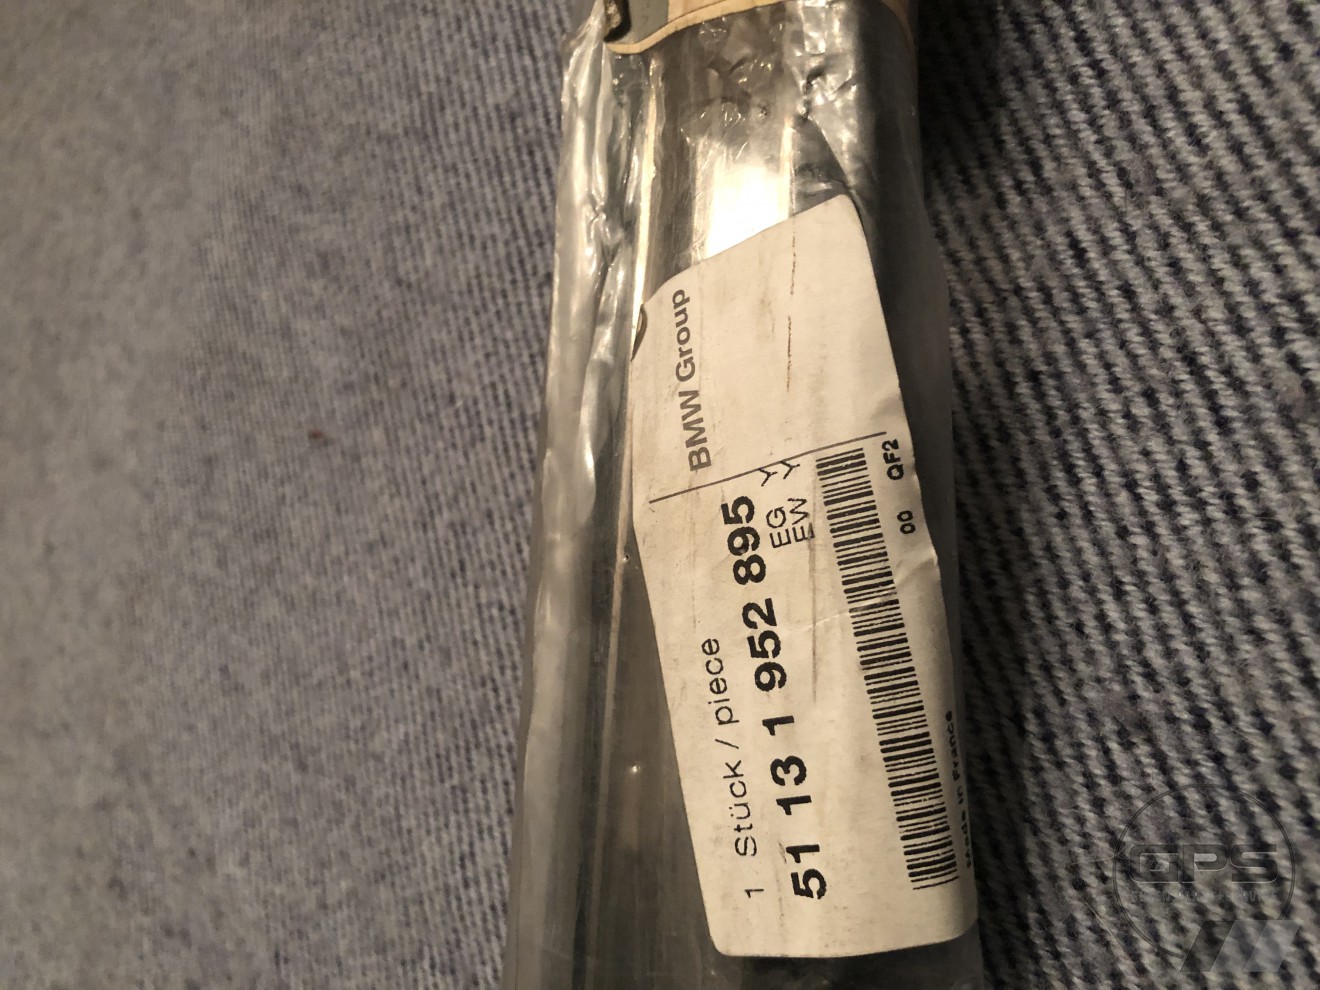 BMW Group
1 Stück / piece
51 13 1 952 895
EG Y
EW Y
00 QF2
Made in France
GPS